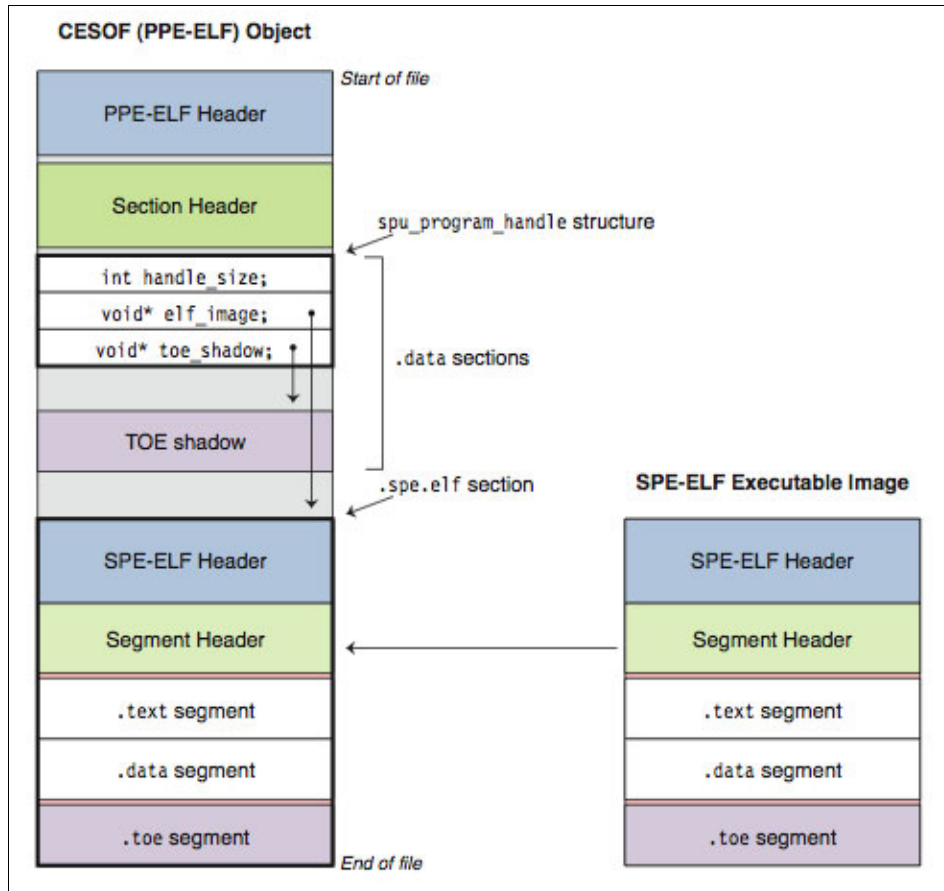 CESOF (PPE-ELF) Object
Start of file
PPE-ELF Header
Section Header
spu_program_handle structure
int handle_size;
void* elf_image;
void* toe_shadow;
.data sections
TOE shadow
.spe.elf section
SPE-ELF Header
Segment Header
.text segment
.data segment
.toe segment
End of file
SPE-ELF Executable Image
SPE-ELF Header
Segment Header
.text segment
.data segment
.toe segment